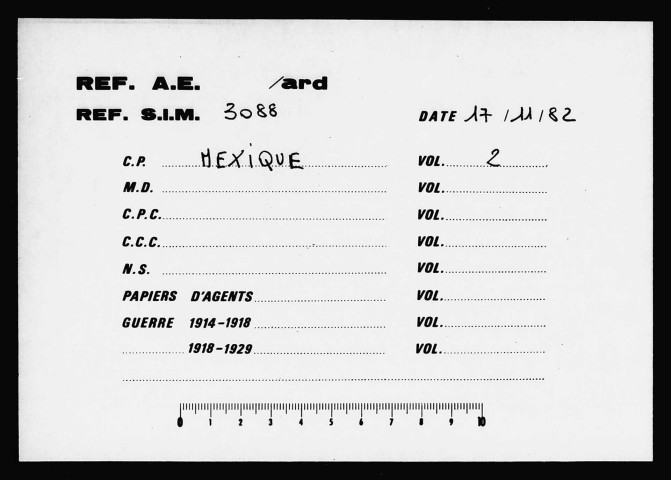 REF. A.E. /ard
REF. S.I.M. 3088 DATE 17/11/82
C.P. MEXIQUE VOL. 2
M.D. VOL.
C.P.C. VOL.
C.C.C. VOL.
N.S. VOL.
PAPIERS D'AGENTS VOL.
GUERRE 1914-1918 VOL.
1918-1929 VOL.
0 1 2 3 4 5 6 7 8 9 10